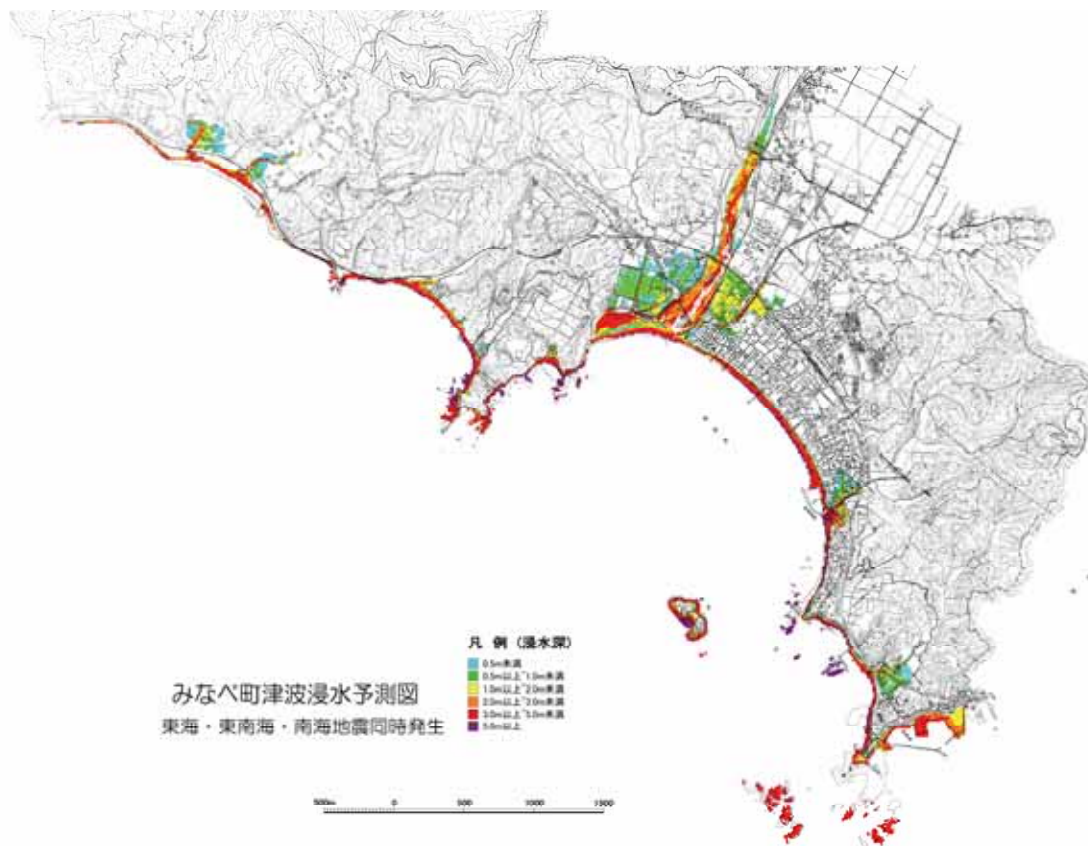 凡 例 (浸水深)
0.5m未満
0.5m以上~1.0m未満
1.0m以上~2.0m未満
2.0m以上~3.0m未満
3.0m以上~5.0m未満
5.0m以上
みなべ町津波浸水予測図
東海・東南海・南海地震同時発生
500m 0 500 1000 1500